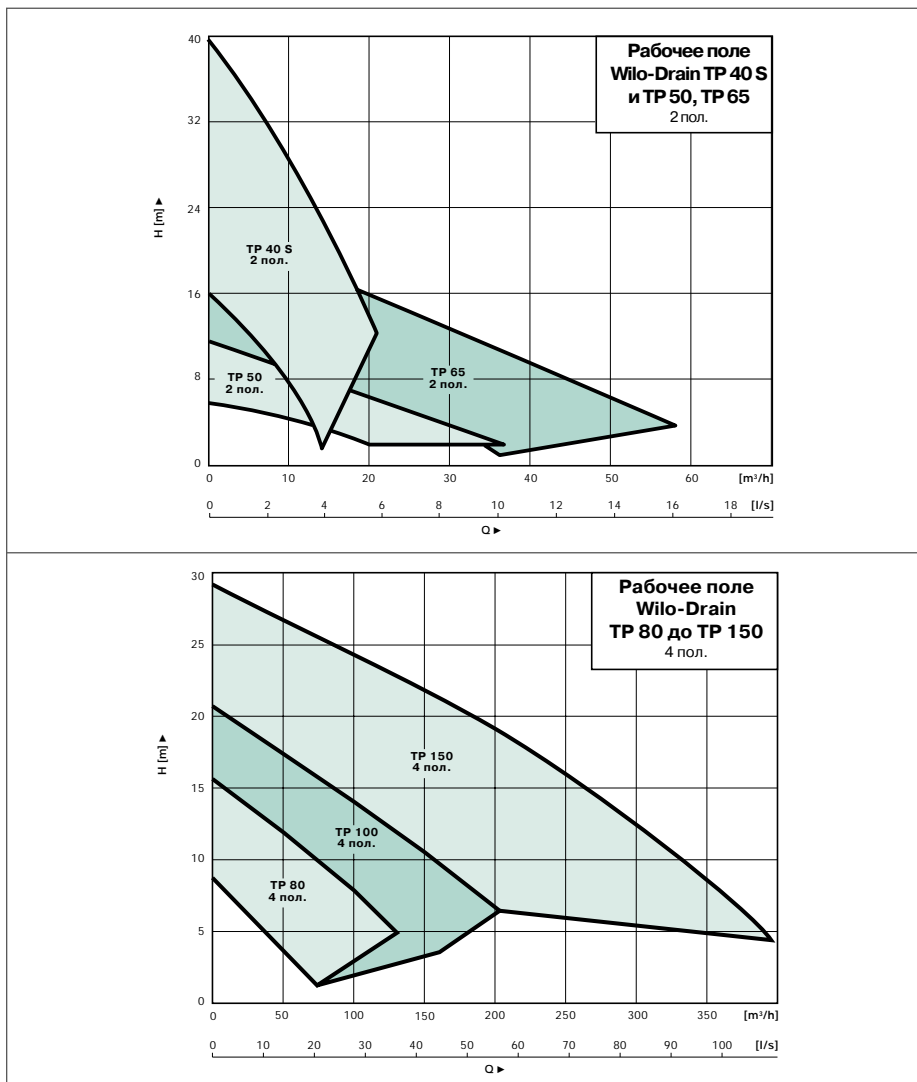 Рабочее поле
Wilo-Drain TP 40 S
и TP 50, TP 65
2 пол.
H [m] ►
40
32
24
16
8
0
TP 40 S
2 пол.
TP 50
2 пол.
TP 65
2 пол.
0 10 20 30 40 50 60 [m³/h]
0 2 4 6 8 10 12 14 16 18 [l/s]
Q ►
Рабочее поле
Wilo-Drain
TP 80 до TP 150
4 пол.
H [m] ►
30
25
20
15
10
5
0
TP 150
4 пол.
TP 100
4 пол.
TP 80
4 пол.
0 50 100 150 200 250 300 350 [m³/h]
0 10 20 30 40 50 60 70 80 90 100 [l/s]
Q ►